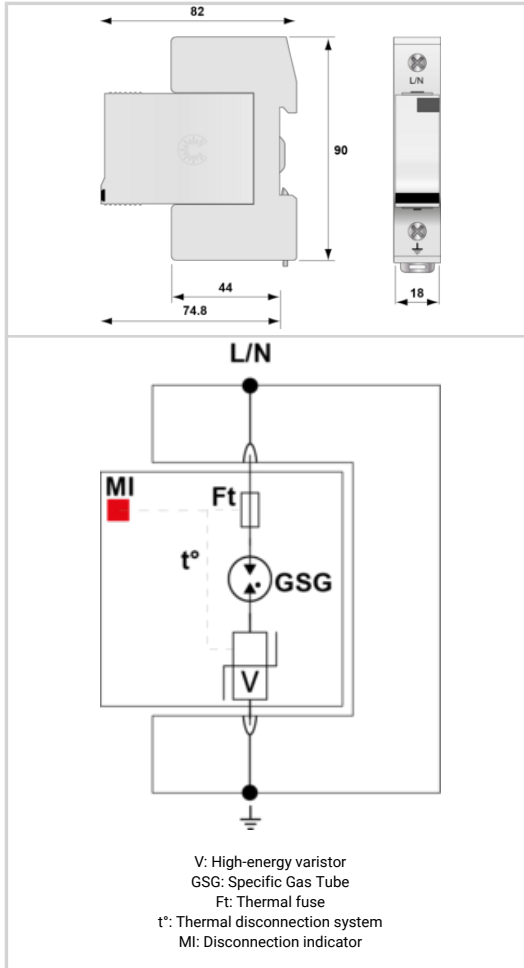 82
L/N
90
44
18
74.8
L/N
MI
Ft
t°
GSG
V
V: High-energy varistor
GSG: Specific Gas Tube
Ft: Thermal fuse
t°: Thermal disconnection system
MI: Disconnection indicator